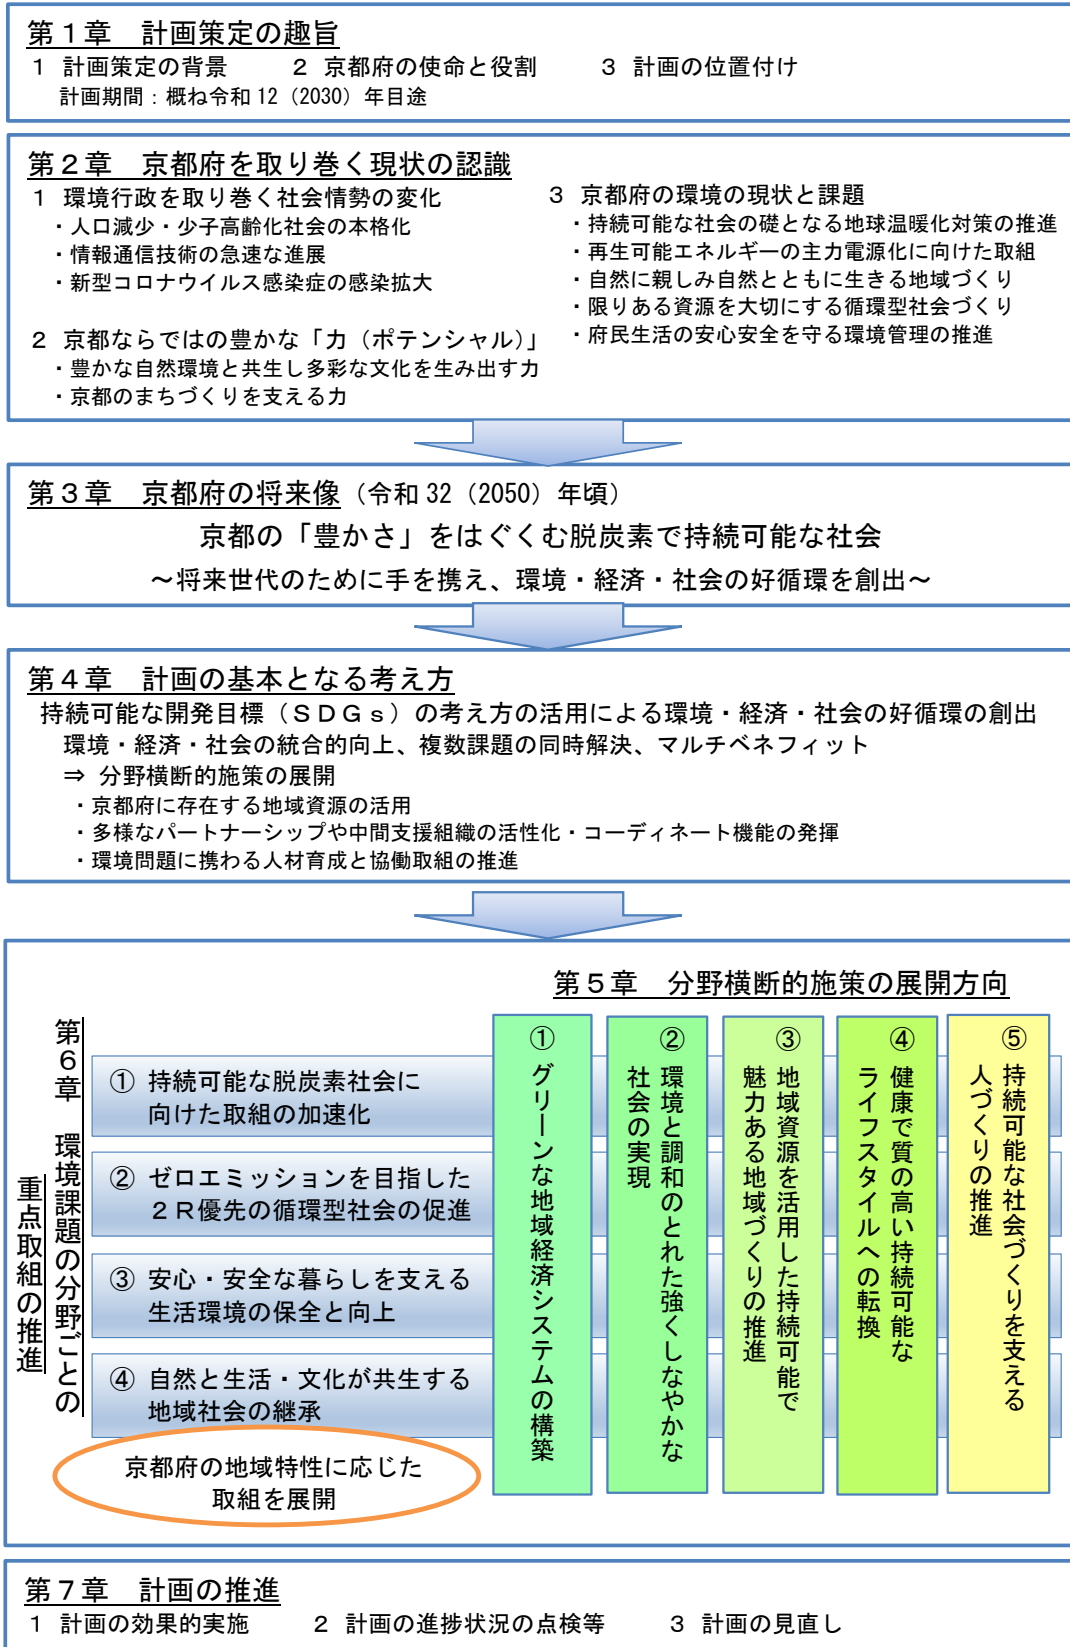 第１章　計画策定の趣旨
１ 計画策定の背景　　２ 京都府の使命と役割　　３ 計画の位置付け
計画期間：概ね令和 12（2030）年目途
第２章　京都府を取り巻く現状の認識
１ 環境行政を取り巻く社会情勢の変化
・人口減少・少子高齢化社会の本格化
・情報通信技術の急速な進展
・新型コロナウイルス感染症の感染拡大
２ 京都ならではの豊かな「力（ポテンシャル）」
・豊かな自然環境と共生し多彩な文化を生み出す力
・京都のまちづくりを支える力
３ 京都府の環境の現状と課題
・持続可能な社会の礎となる地球温暖化対策の推進
・再生可能エネルギーの主力電源化に向けた取組
・自然に親しみ自然とともに生きる地域づくり
・限りある資源を大切にする循環型社会づくり
・府民生活の安心安全を守る環境管理の推進
第３章　京都府の将来像（令和 32（2050）年頃）
京都の「豊かさ」をはぐくむ脱炭素で持続可能な社会
～将来世代のために手を携え、環境・経済・社会の好循環を創出～
第４章　計画の基本となる考え方
持続可能な開発目標（ＳＤＧｓ）の考え方の活用による環境・経済・社会の好循環の創出
環境・経済・社会の統合的向上、複数課題の同時解決、マルチベネフィット
⇒ 分野横断的施策の展開
・京都府に存在する地域資源の活用
・多様なパートナーシップや中間支援組織の活性化・コーディネート機能の発揮
・環境問題に携わる人材育成と協働取組の推進
第５章　分野横断的施策の展開方向
① グリーンな地域経済システムの構築
② 環境と調和のとれた強くしなやかな
社会の実現
③ 地域資源を活用した持続可能で
魅力ある地域づくりの推進
④ 健康で質の高い持続可能な
ライフスタイルへの転換
⑤ 持続可能な社会づくりを支える
人づくりの推進
第６章　環境課題の分野ごとの
重点取組の推進
① 持続可能な脱炭素社会に
向けた取組の加速化
② ゼロエミッションを目指した
２Ｒ優先の循環型社会の促進
③ 安心・安全な暮らしを支える
生活環境の保全と向上
④ 自然と生活・文化が共生する
地域社会の継承
京都府の地域特性に応じた
取組を展開
第７章　計画の推進
１ 計画の効果的実施　　２ 計画の進捗状況の点検等　　３ 計画の見直し